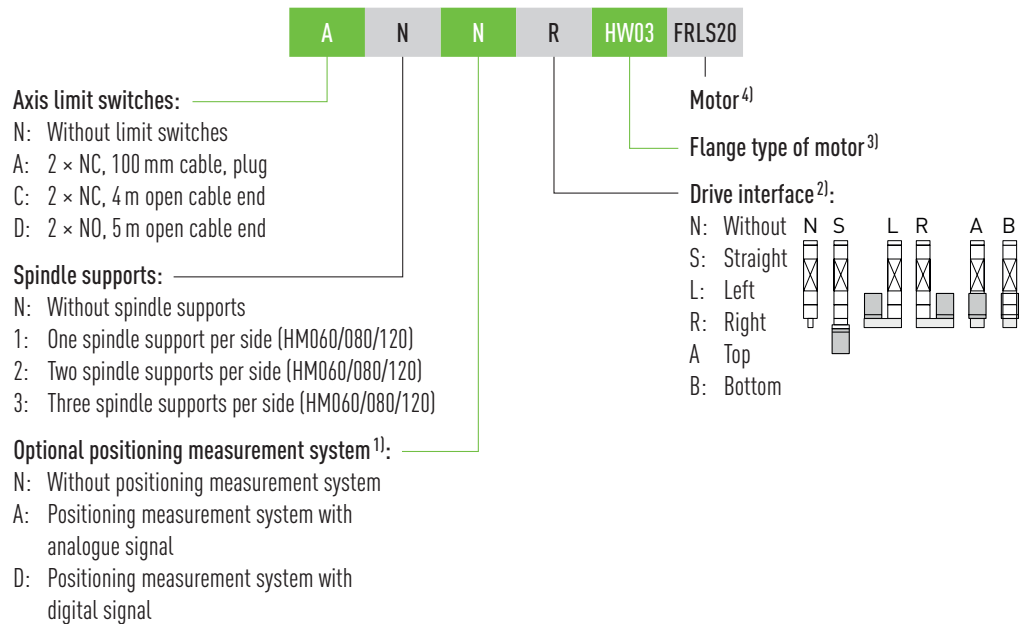 A N N R HW03 FRLS20
Axis limit switches:
N: Without limit switches
A: 2 × NC, 100 mm cable, plug
C: 2 × NC, 4 m open cable end
D: 2 × NO, 5 m open cable end
Spindle supports:
N: Without spindle supports
1: One spindle support per side (HM060/080/120)
2: Two spindle supports per side (HM060/080/120)
3: Three spindle supports per side (HM060/080/120)
Optional positioning measurement system 1):
N: Without positioning measurement system
A: Positioning measurement system with
analogue signal
D: Positioning measurement system with
digital signal
Motor 4)
Flange type of motor 3)
Drive interface 2):
N: Without
S: Straight
L: Left
R: Right
A Top
B: Bottom
N S L R A B